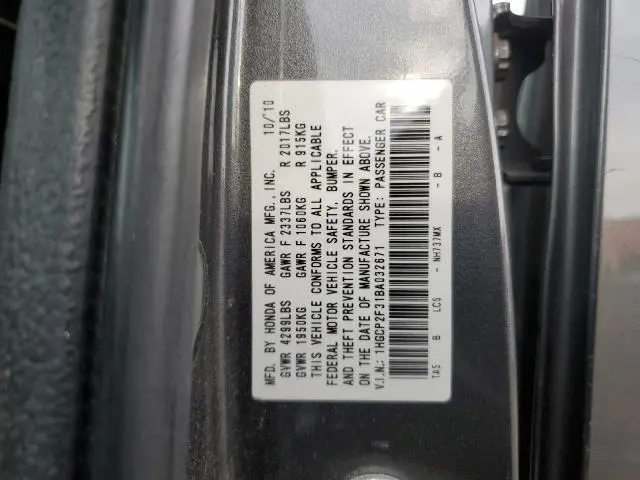 MFD. BY HONDA OF AMERICA MFG., INC. 10/10
GVWR 4299LBS GAWR F 2337LBS R 2017LBS
GVWR 1950KG GAWR F 1060KG R 915KG
THIS VEHICLE CONFORMS TO ALL APPLICABLE
FEDERAL MOTOR VEHICLE SAFETY, BUMPER,
AND THEFT PREVENTION STANDARDS IN EFFECT
ON THE DATE OF MANUFACTURE SHOWN ABOVE.
V.I.N.: 1HGCP2F31BA032671 TYPE: PASSENGER CAR
TA5 B LC5 - NH737MX - B - A